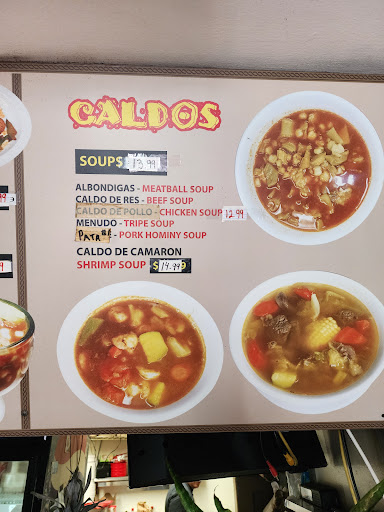 CALDOS
SOUPS 13.99
ALBONDIGAS - MEATBALL SOUP
CALDO DE RES - BEEF SOUP
CALDO DE POLLO - CHICKEN SOUP 12.99
MENUDO - TRIPE SOUP
PATA - PORK HOMINY SOUP
CALDO DE CAMARON
SHRIMP SOUP $19.99